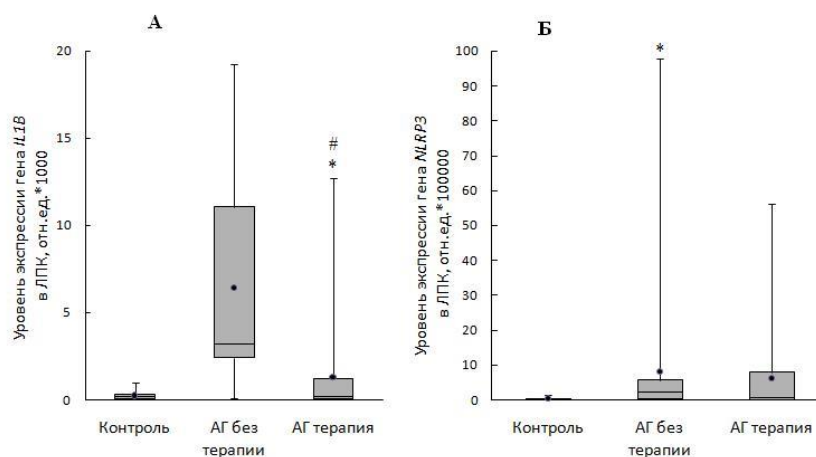 А
Уровень экспрессии гена IL1B
в ЛПК, отн.ед.*1000
20
15
10
5
0
#
*
Контроль
АГ без
терапии
АГ терапия
Б
Уровень экспрессии гена NLRP3
в ЛПК, отн.ед.*100000
100
90
80
70
60
50
40
30
20
10
0
*
Контроль
АГ без
терапии
АГ терапия